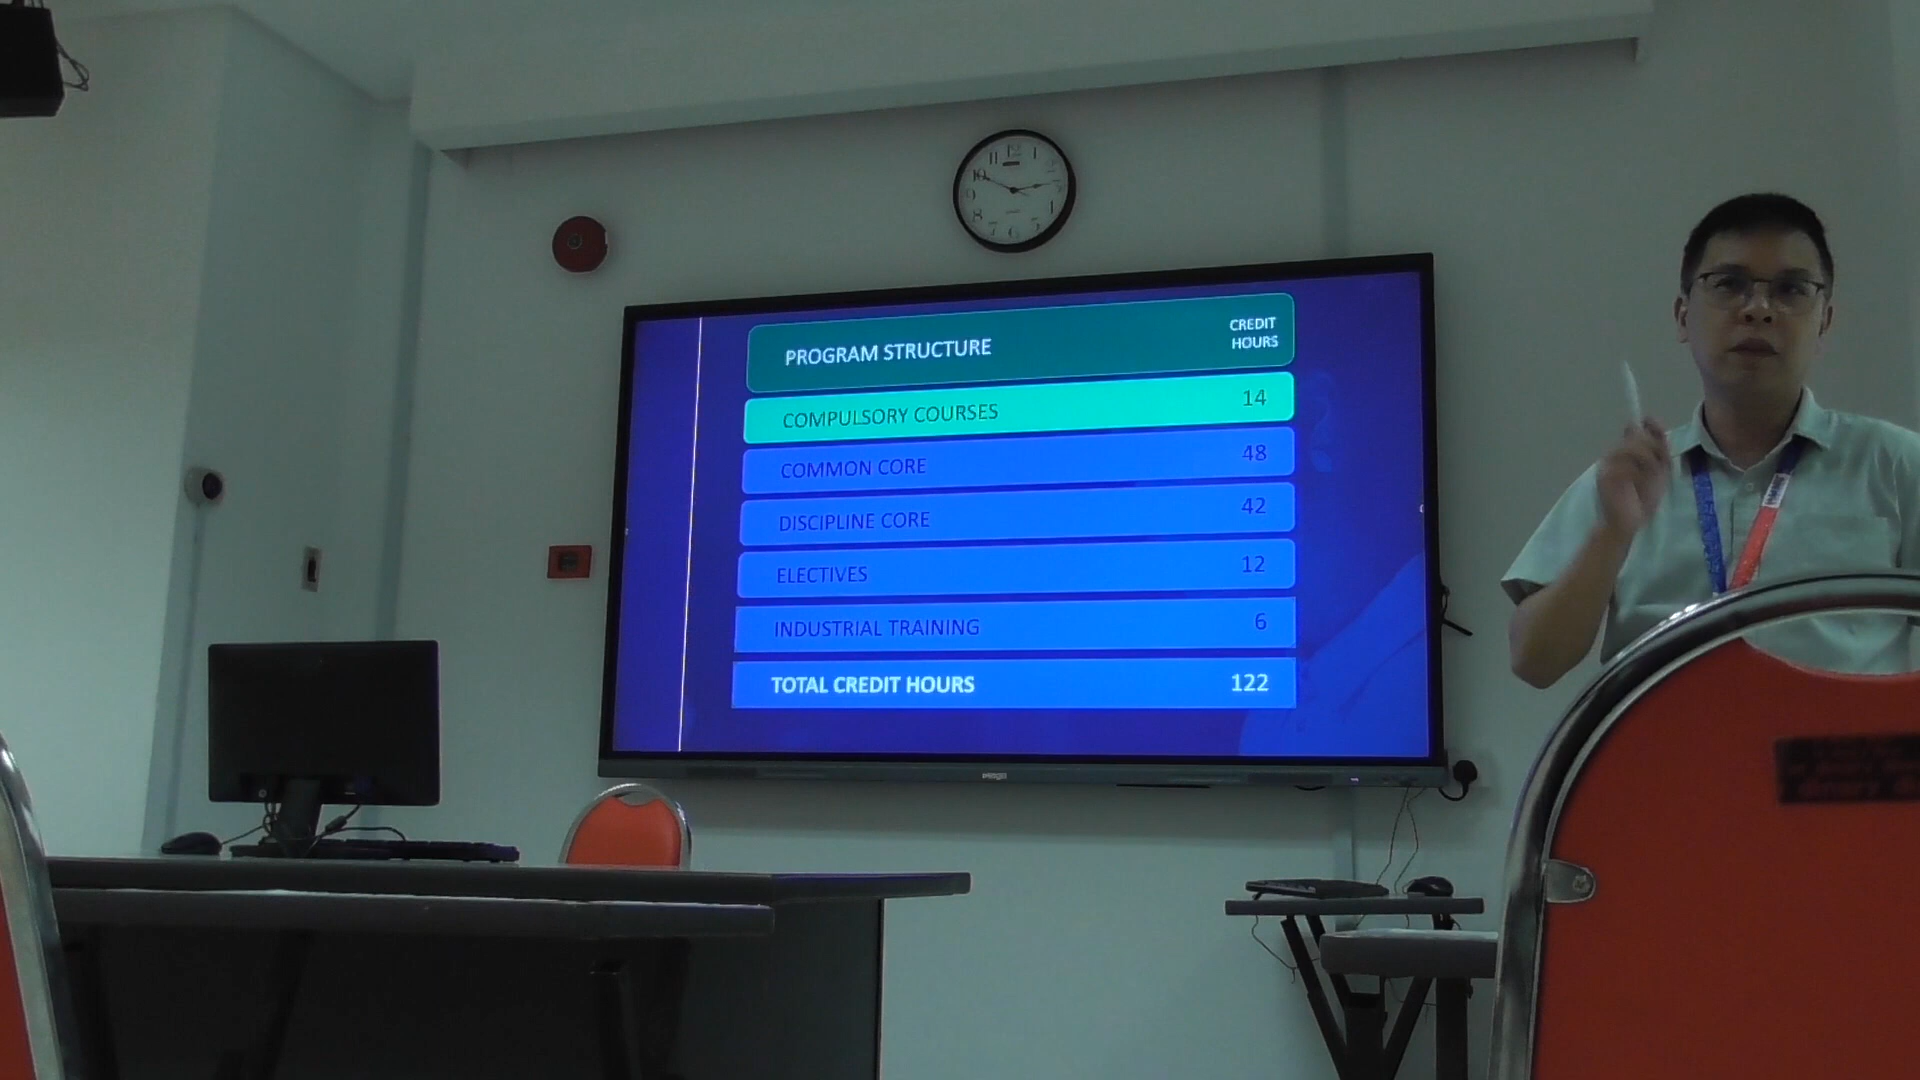 PROGRAM STRUCTURE
CREDIT
HOURS
COMPULSORY COURSES 14
COMMON CORE 48
DISCIPLINE CORE 42
ELECTIVES 12
INDUSTRIAL TRAINING 6
TOTAL CREDIT HOURS 122